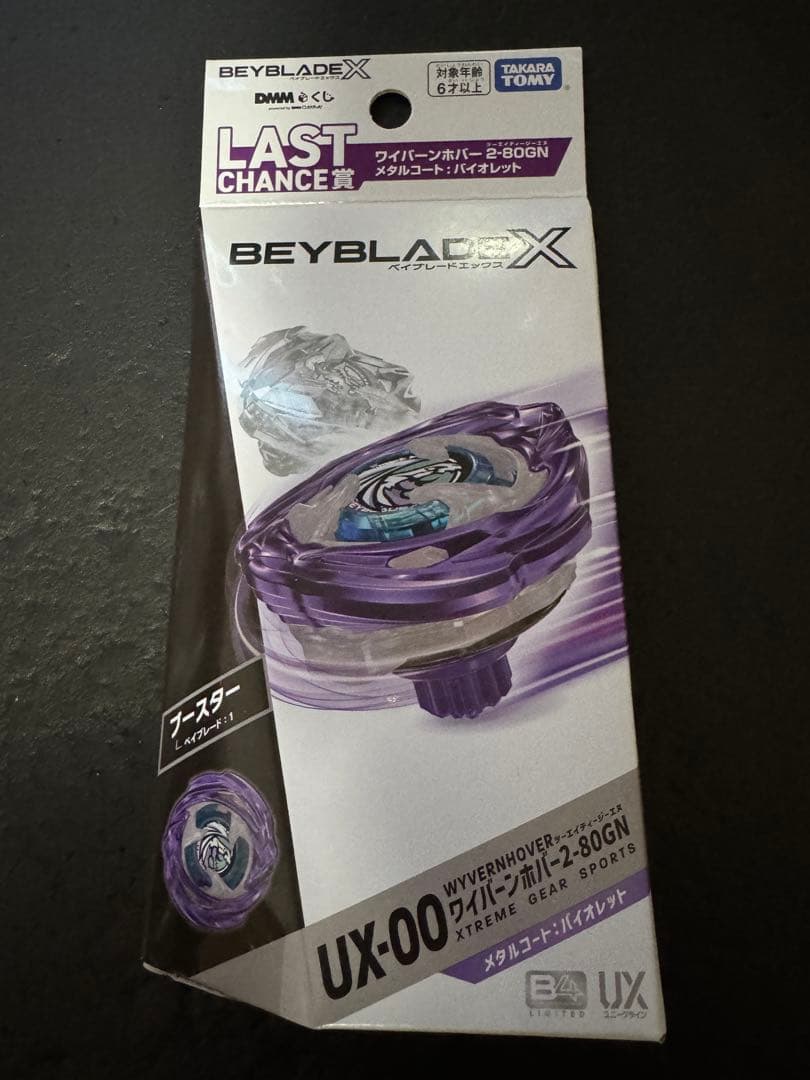 BEYBLADE X
ベイブレードエックス
対象年齢
6才以上
TAKARA
TOMY
DMM くじ
LAST
CHANCE賞
ツーエイティージーエヌ
ワイバーンホバー 2-80GN
メタルコート：バイオレット
BEYBLADE X
ベイブレードエックス
ブースター
ベイブレード：1
UX-00
WYVERNHOVER ツーエイティージーエヌ
ワイバーンホバー2-80GN
XTREME GEAR SPORTS
メタルコート：バイオレット
B4
LIMITED
UX
ユニークライン